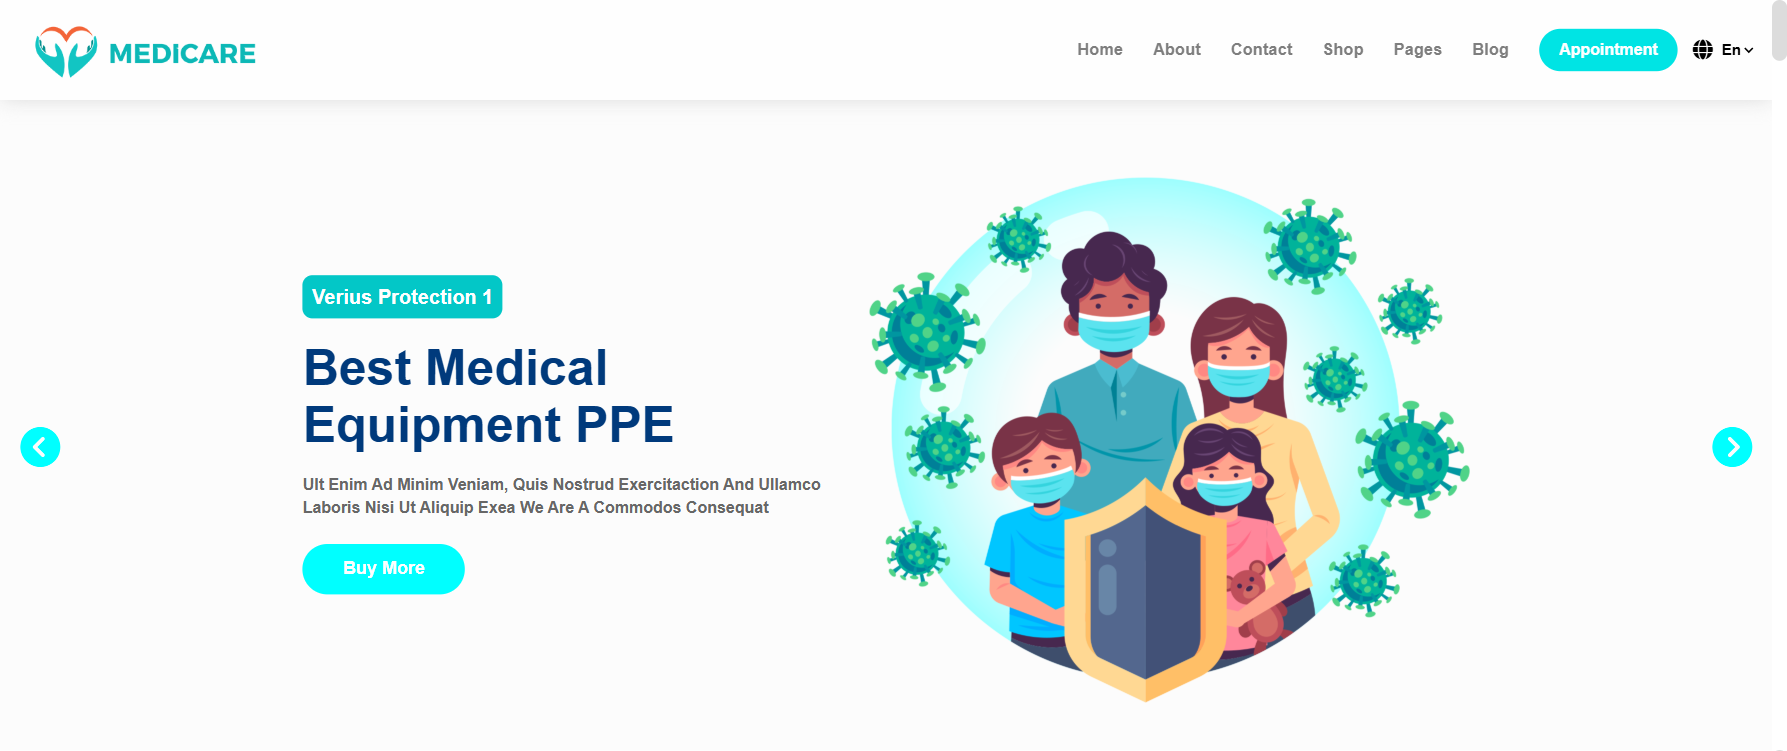 MEDICARE
Home About Contact Shop Pages Blog Appointment En
Verius Protection 1
Best Medical
Equipment PPE
Ult Enim Ad Minim Veniam, Quis Nostrud Exercitaction And Ullamco
Laboris Nisi Ut Aliquip Exea We Are A Commodos Consequat
Buy More